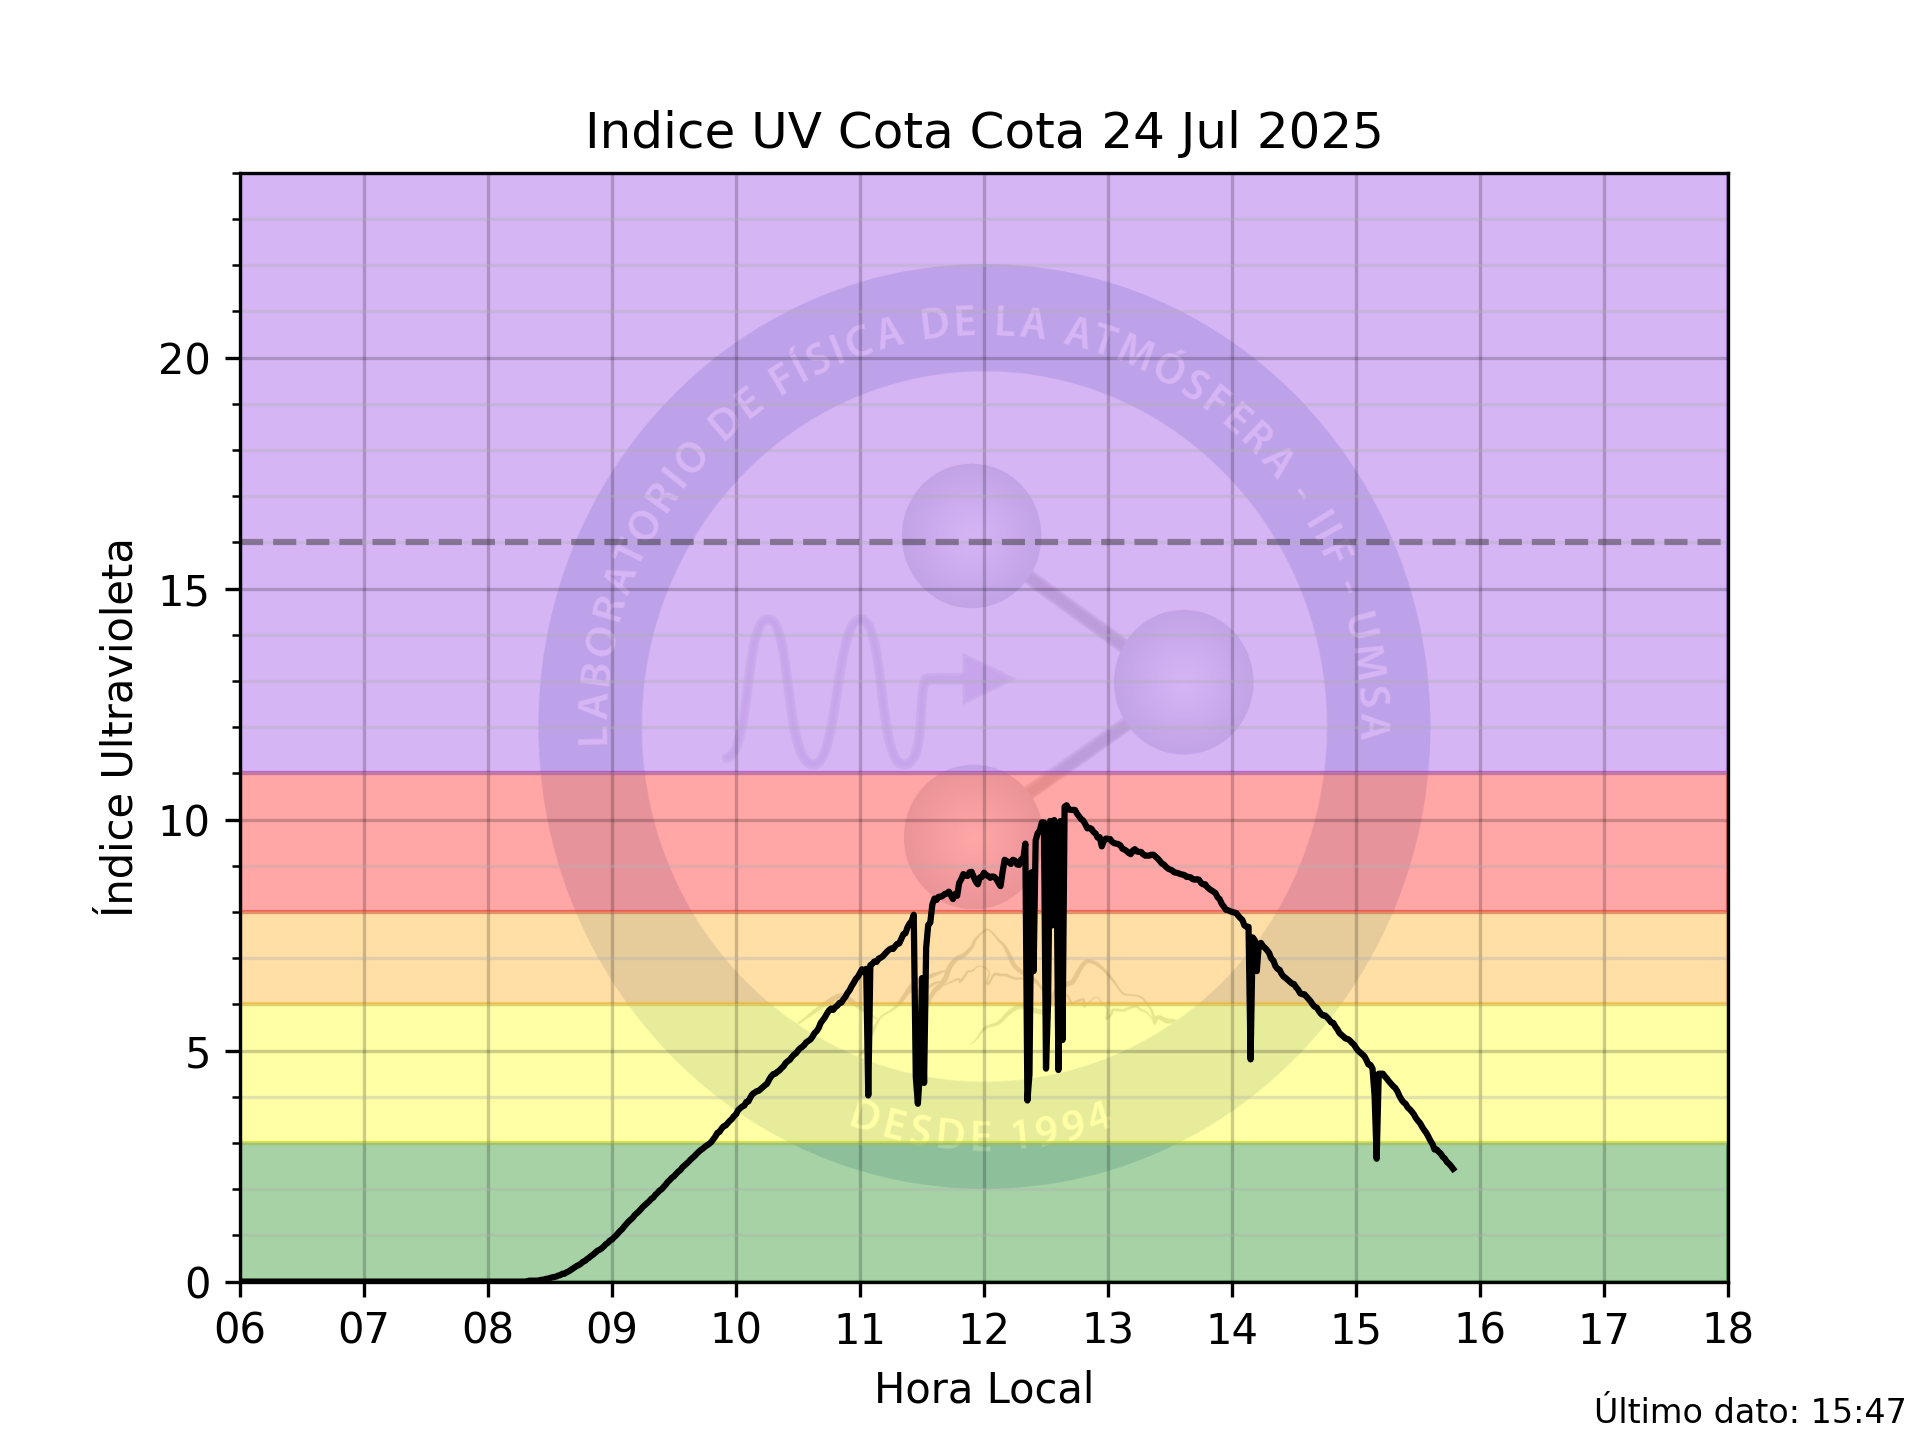 Indice UV Cota Cota 24 Jul 2025
20
15
10
5
0
Índice Ultravioleta
LABORATORIO DE FÍSICA DE LA ATMÓSFERA - IIF - UMSA
DESDE 1994
06 07 08 09 10 11 12 13 14 15 16 17 18
Hora Local
Último dato: 15:47